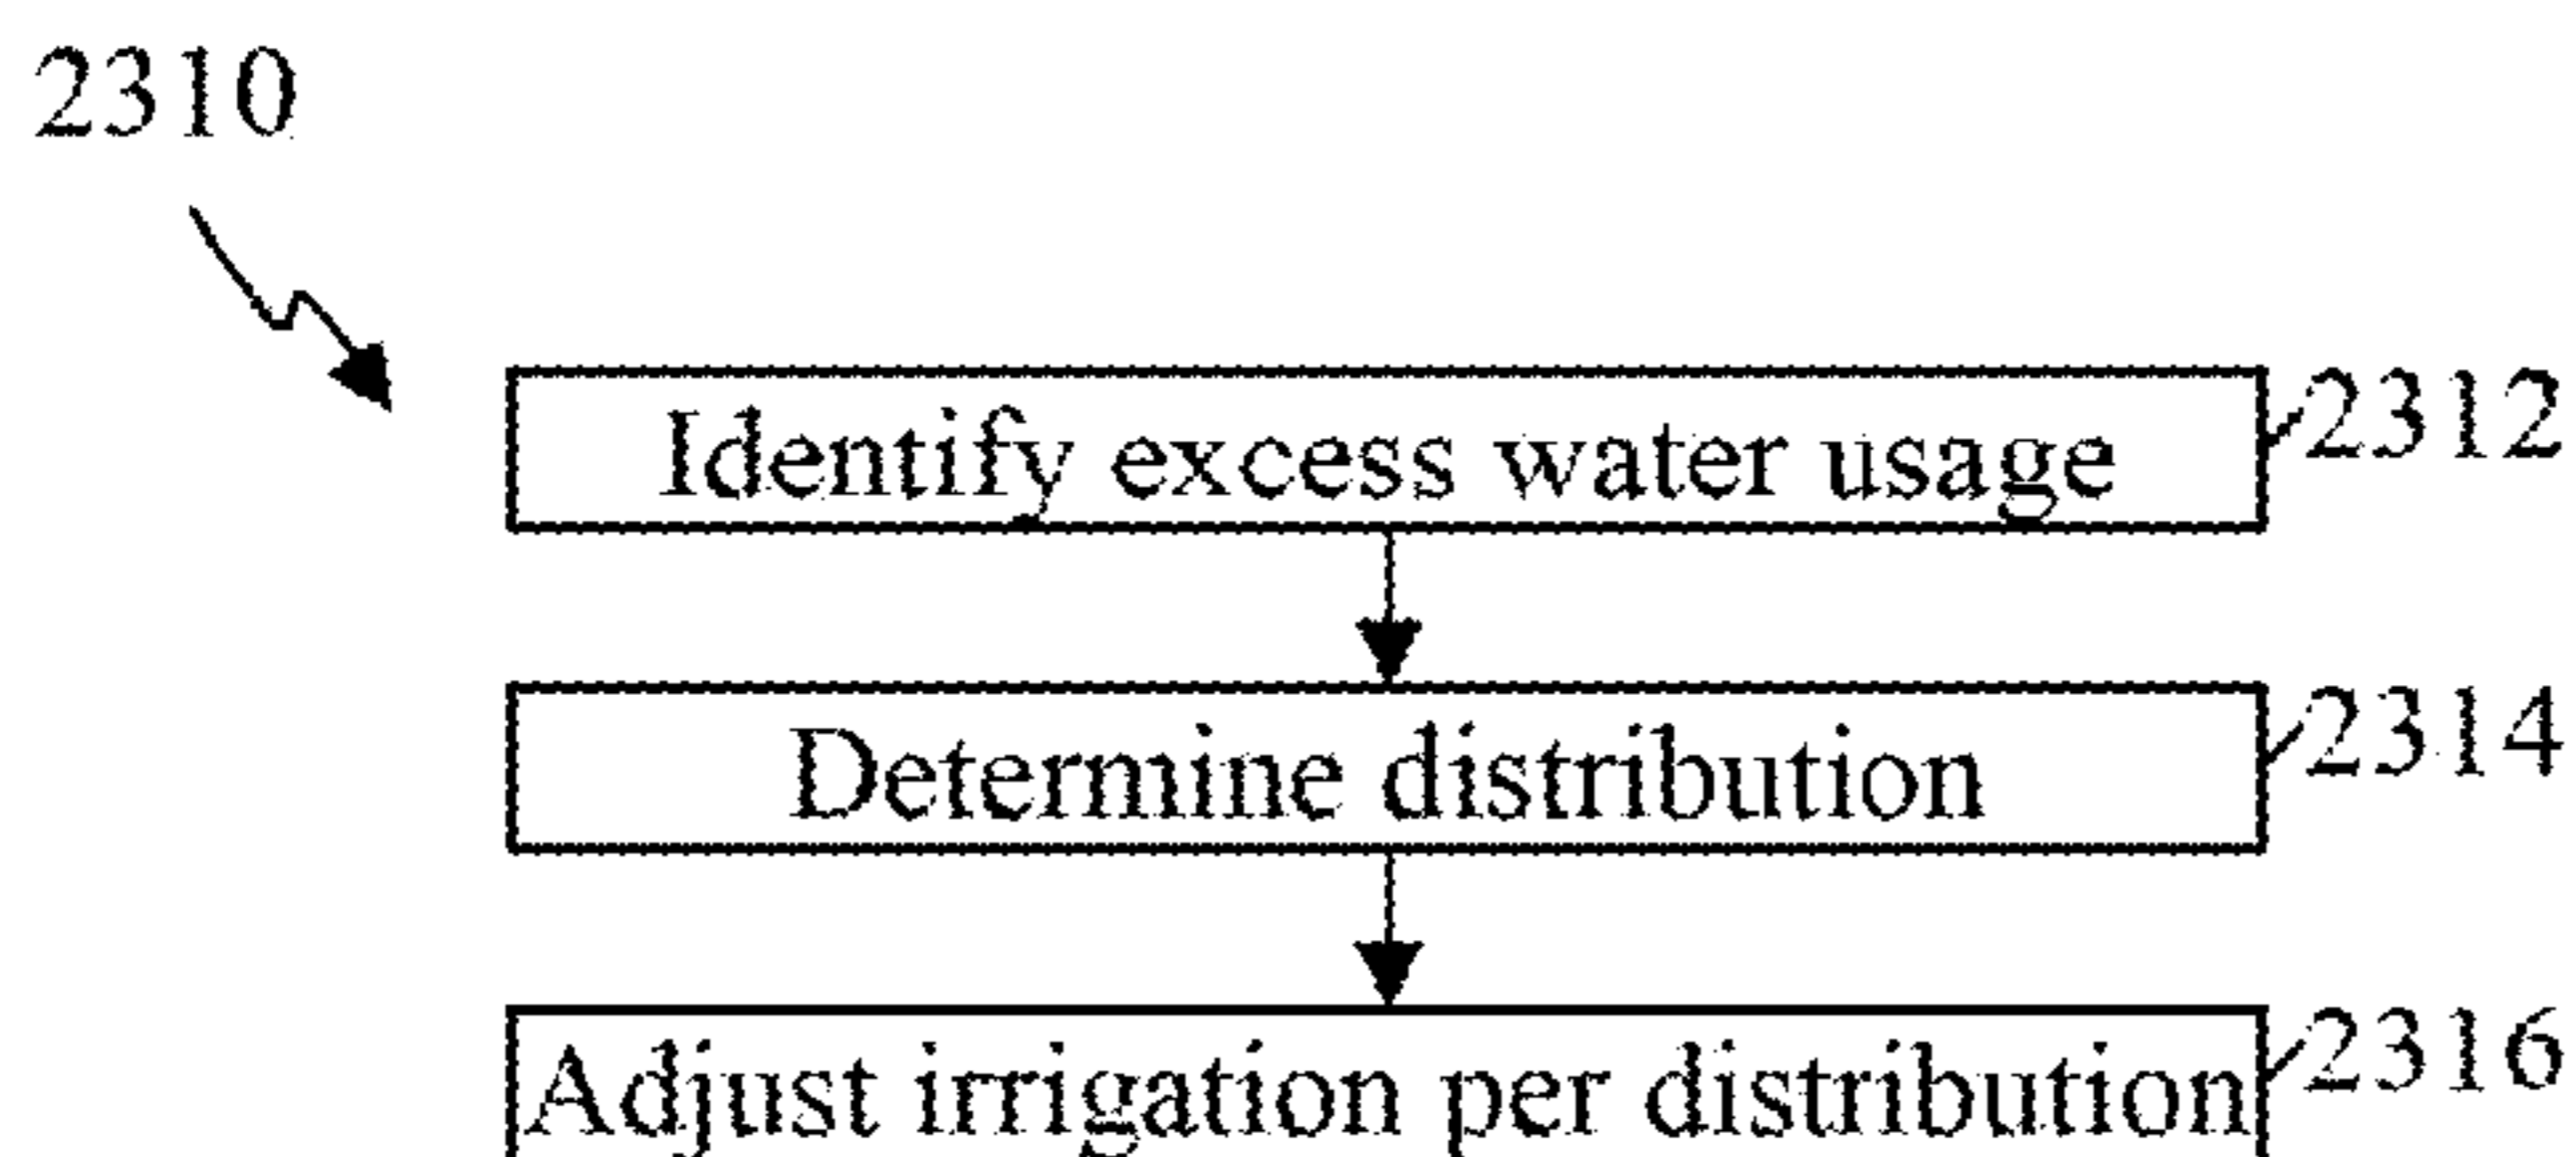 2310
Identify excess water usage
2312
Determine distribution
2314
Adjust irrigation per distribution
2316